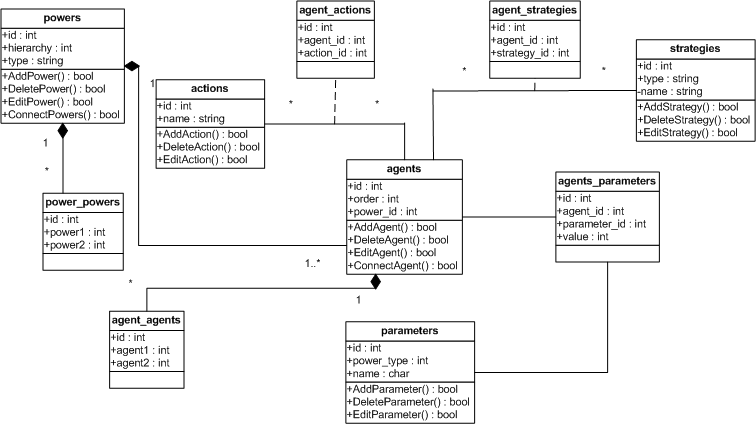 powers
+id : int
+hierarchy : int
+type : string
+AddPower() : bool
+DeletePower() : bool
+EditPower() : bool
+ConnectPowers() : bool
agent_actions
+id : int
+agent_id : int
+action_id : int
agent_strategies
+id : int
+agent_id : int
+strategy_id : int
strategies
+id : int
+type : string
-name : string
+AddStrategy() : bool
+DeleteStrategy() : bool
+EditStrategy() : bool
actions
+id : int
+name : string
+AddAction() : bool
+DeleteAction() : bool
+EditAction() : bool
1
*
*
*
*
1
*
power_powers
+id : int
+power1 : int
+power2 : int
agents
+id : int
+order : int
+power_id : int
+AddAgent() : bool
+DeleteAgent() : bool
+EditAgent() : bool
+ConnectAgent() : bool
agents_parameters
+id : int
+agent_id : int
+parameter_id : int
+value : int
1..*
*
1
agent_agents
+id : int
+agent1 : int
+agent2 : int
parameters
+id : int
+power_type : int
+name : char
+AddParameter() : bool
+DeleteParameter() : bool
+EditParameter() : bool